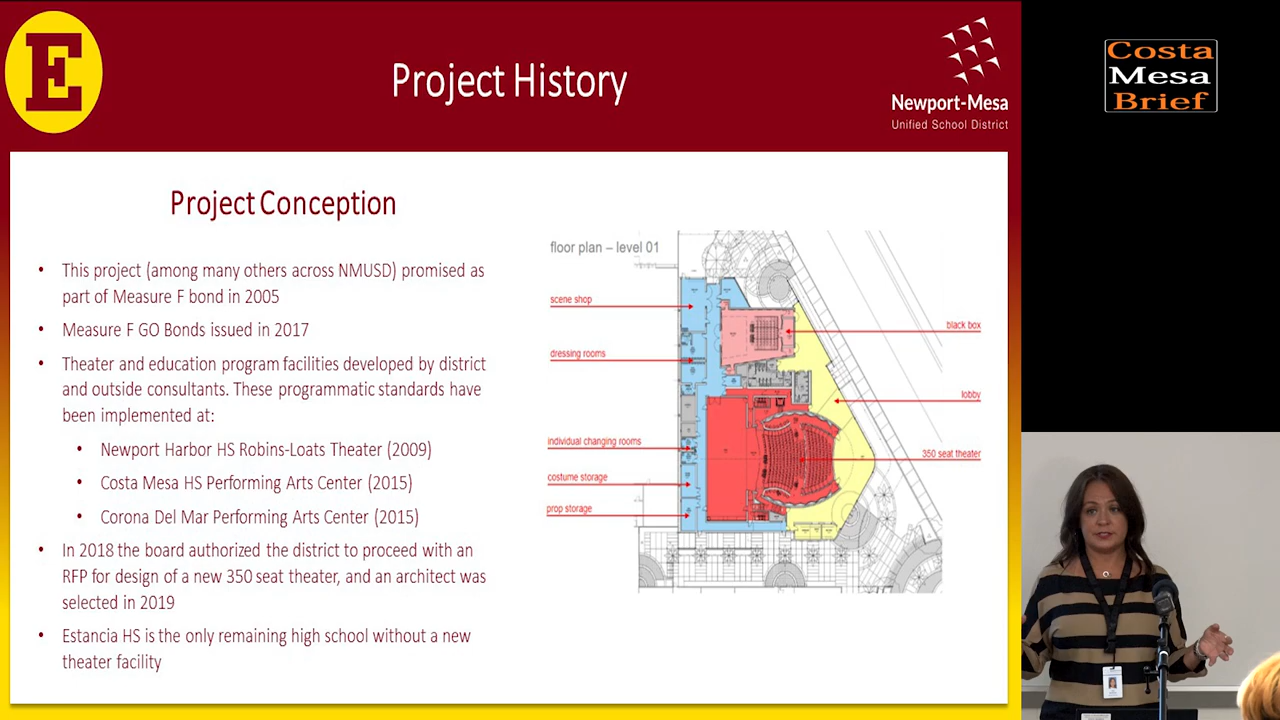 E
Project History
Newport-Mesa
Unified School District
Costa
Mesa
Brief
Project Conception
• This project (among many others across NMUSD) promised as
part of Measure F bond in 2005
• Measure F GO Bonds issued in 2017
• Theater and education program facilities developed by district
and outside consultants. These programmatic standards have
been implemented at:
• Newport Harbor HS Robins-Loats Theater (2009)
• Costa Mesa HS Performing Arts Center (2015)
• Corona Del Mar Performing Arts Center (2015)
• In 2018 the board authorized the district to proceed with an
RFP for design of a new 350 seat theater, and an architect was
selected in 2019
• Estancia HS is the only remaining high school without a new
theater facility
floor plan – level 01
scene shop
dressing rooms
individual changing rooms
costume storage
prop storage
black box
lobby
350 seat theater